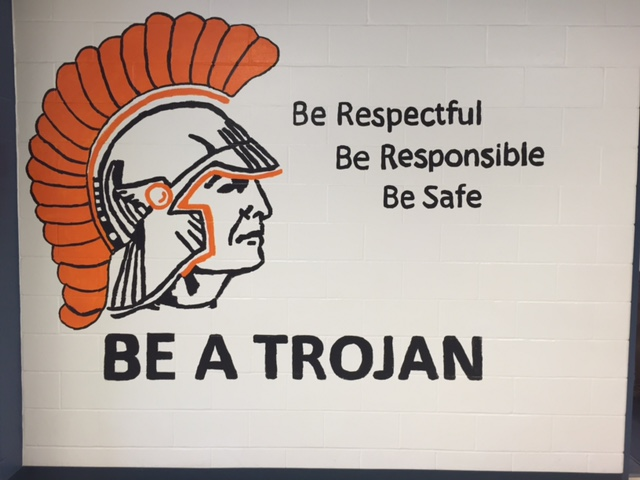 Be Respectful
Be Responsible
Be Safe
BE A TROJAN